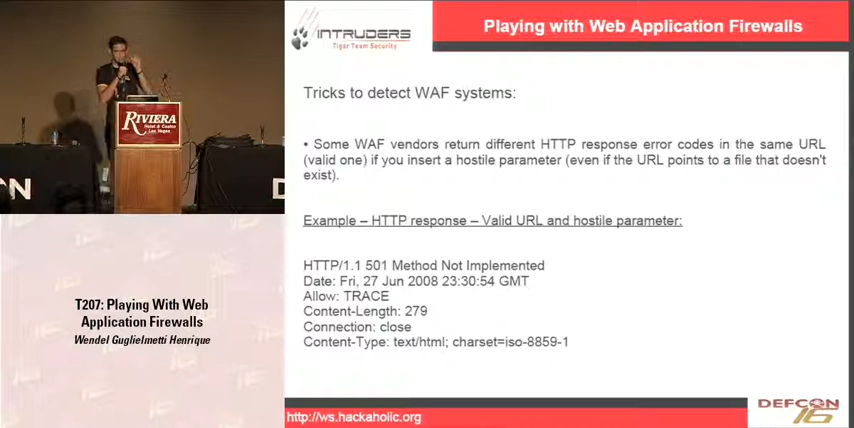 INTRUDERS
Tiger Team Security
Playing with Web Application Firewalls
Tricks to detect WAF systems:
• Some WAF vendors return different HTTP response error codes in the same URL
(valid one) if you insert a hostile parameter (even if the URL points to a file that doesn't
exist).
Example – HTTP response – Valid URL and hostile parameter:
HTTP/1.1 501 Method Not Implemented
Date: Fri, 27 Jun 2008 23:30:54 GMT
Allow: TRACE
Content-Length: 279
Connection: close
Content-Type: text/html; charset=iso-8859-1
http://ws.hackaholic.org
DEFCON
16
RIVIERA
Hotel & Casino
Las Vegas
CON
D
T207: Playing With Web
Application Firewalls
Wendel Guglielmetti Henrique